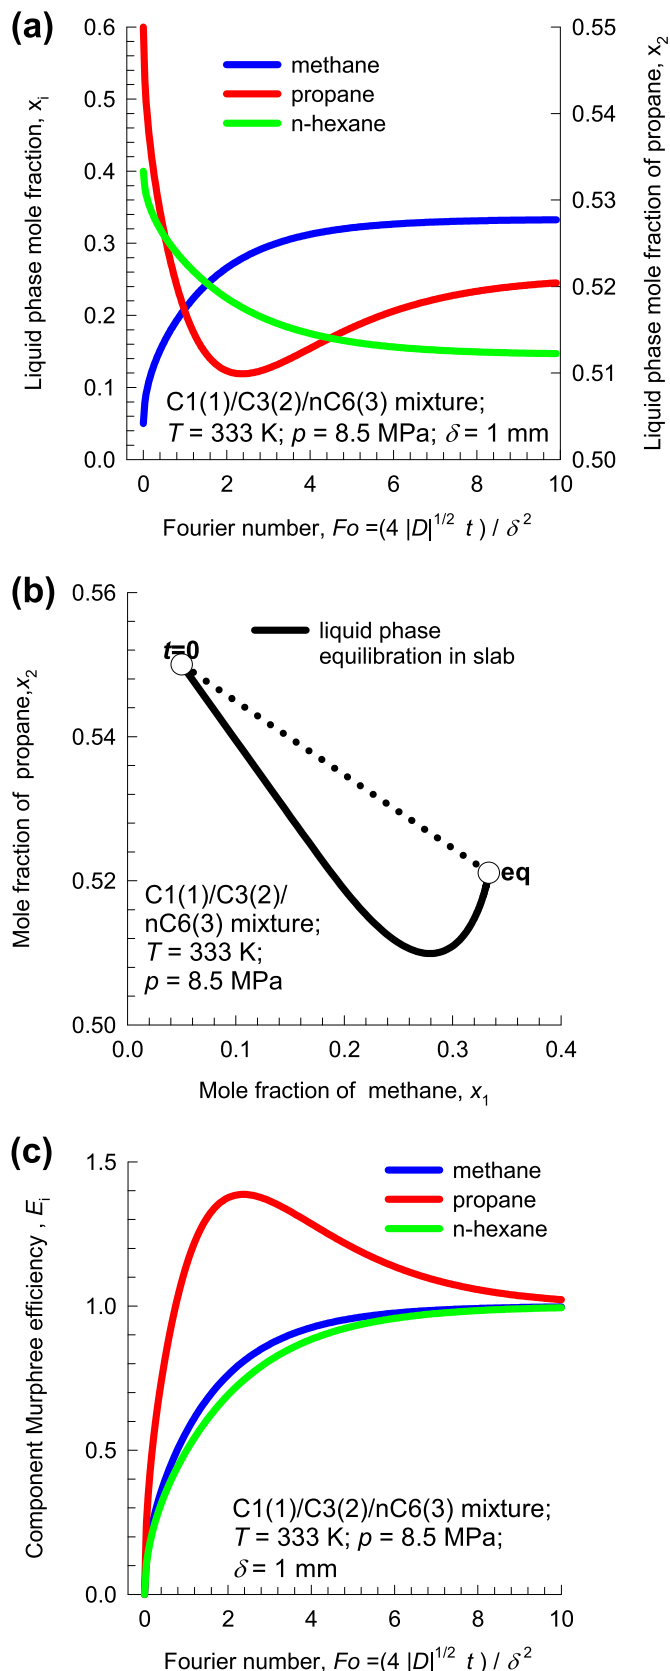 (a)
0.6
0.5
0.4
0.3
0.2
0.1
0.0
Liquid phase mole fraction, xi
methane
propane
n-hexane
0.55
0.54
0.53
0.52
0.51
0.50
Liquid phase mole fraction of propane, x2
C1(1)/C3(2)/nC6(3) mixture;
T = 333 K; p = 8.5 MPa; δ = 1 mm
0 2 4 6 8 10
Fourier number, Fo =(4 |D|^1/2 t ) / δ^2
(b)
0.56
0.54
0.52
0.50
Mole fraction of propane,x2
liquid phase
equilibration in slab
t=0
eq
C1(1)/C3(2)/
nC6(3) mixture;
T = 333 K;
p = 8.5 MPa
0.0 0.1 0.2 0.3 0.4
Mole fraction of methane, x1
(c)
1.5
1.0
0.5
0.0
Component Murphree efficiency , Ei
methane
propane
n-hexane
C1(1)/C3(2)/nC6(3) mixture;
T = 333 K; p = 8.5 MPa;
δ = 1 mm
0 2 4 6 8 10
Fourier number, Fo =(4 |D|^1/2 t ) / δ^2